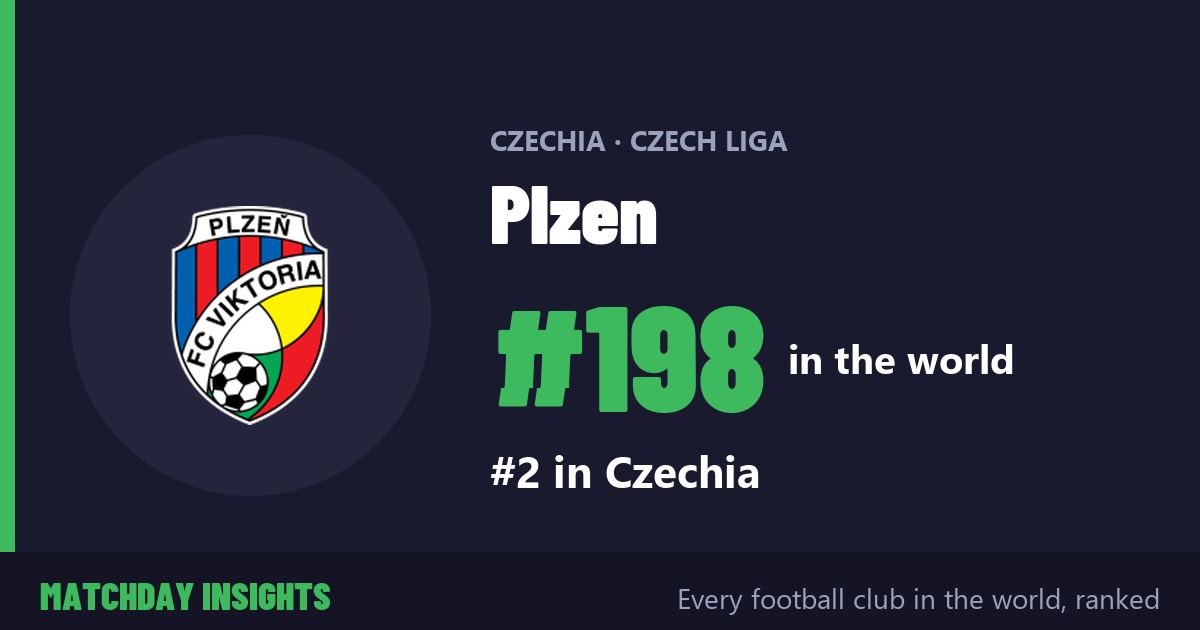 CZECHIA · CZECH LIGA
Plzen
PLZEŇ
FC VIKTORIA
#198 in the world
#2 in Czechia
MATCHDAY INSIGHTS
Every football club in the world, ranked